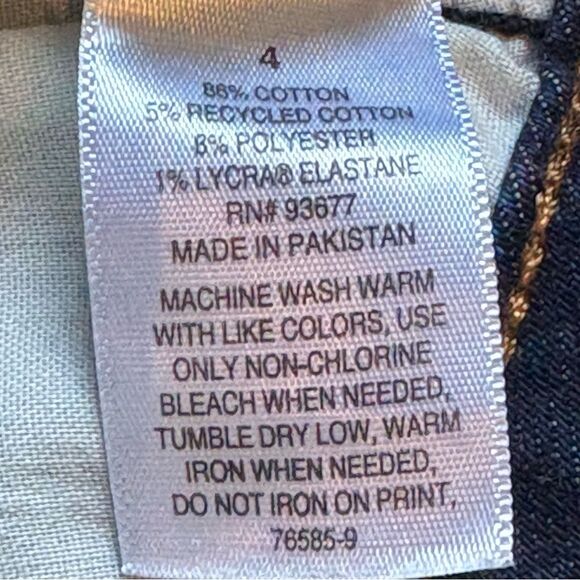 4
86% COTTON
5% RECYCLED COTTON
8% POLYESTER
1% LYCRA® ELASTANE
RN# 93677
MADE IN PAKISTAN
MACHINE WASH WARM
WITH LIKE COLORS, USE
ONLY NON-CHLORINE
BLEACH WHEN NEEDED,
TUMBLE DRY LOW, WARM
IRON WHEN NEEDED,
DO NOT IRON ON PRINT,
76585-9